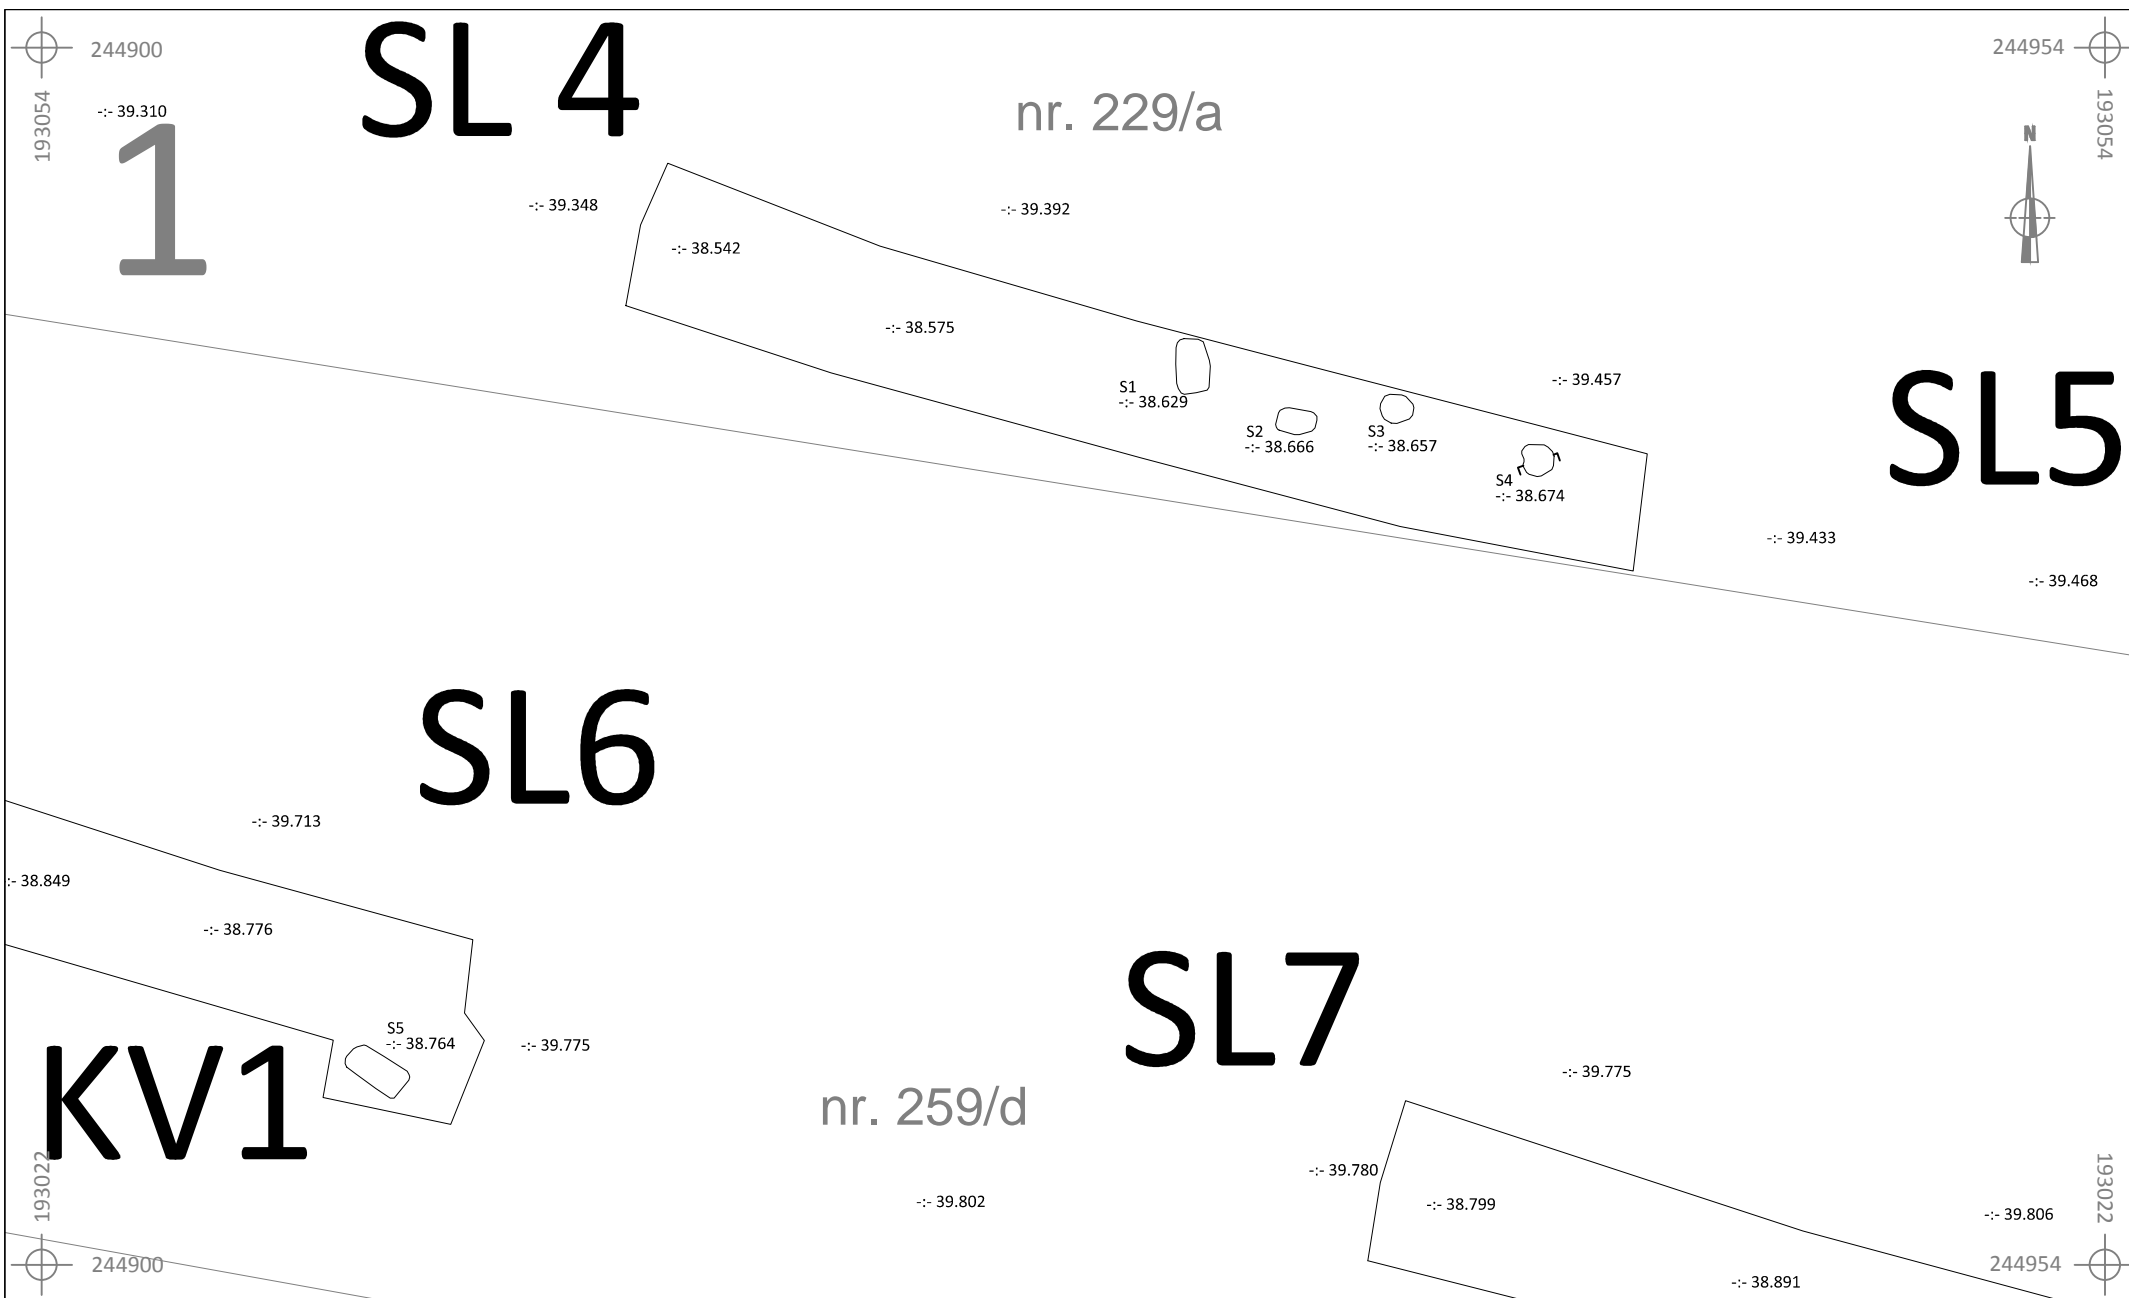 244900
SL 4
244954
193054
-:- 39.310
nr. 229/a
193054
1
N
-:- 39.348
-:- 39.392
-:- 38.542
-:- 38.575
S1
-:- 38.629
-:- 39.457
SL5
S2
-:- 38.666
S3
-:- 38.657
S4
-:- 38.674
-:- 39.433
-:- 39.468
SL6
-:- 39.713
:- 38.849
-:- 38.776
SL7
S5
-:- 38.764
-:- 39.775
KV1
-:- 39.775
nr. 259/d
193022
-:- 39.780
193022
-:- 39.802
-:- 38.799
-:- 39.806
244900
244954
-:- 38.891